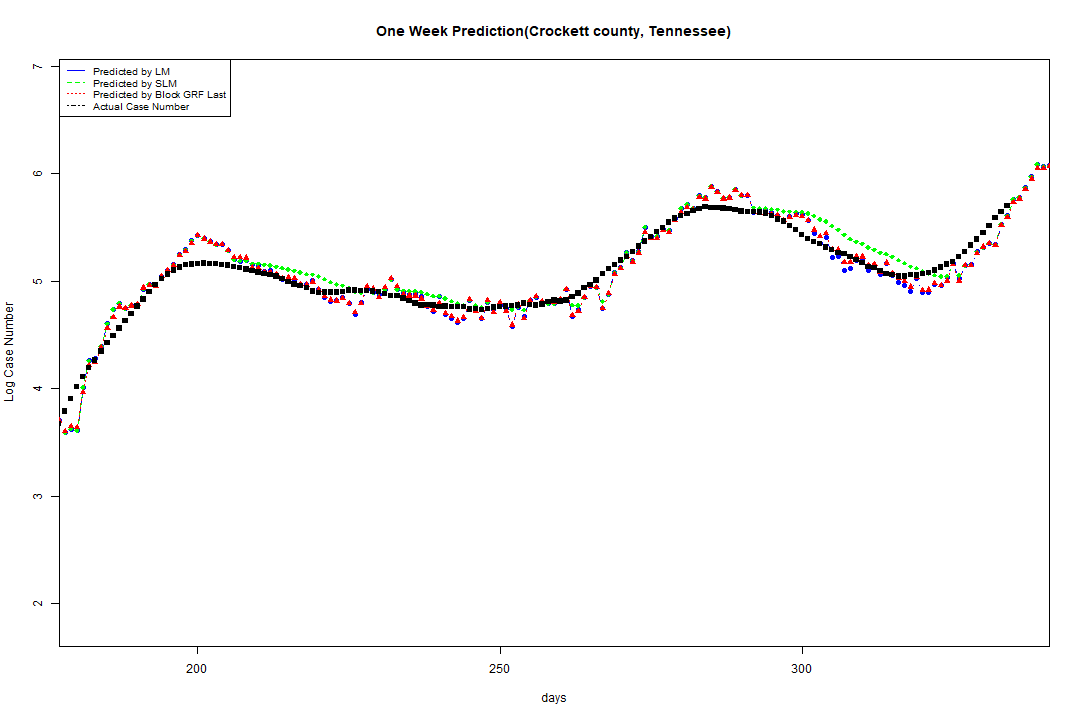 One Week Prediction(Crockett county, Tennessee)
Predicted by LM
Predicted by SLM
Predicted by Block GRF Last
Actual Case Number
7
6
5
4
3
2
Log Case Number
200 250 300
days